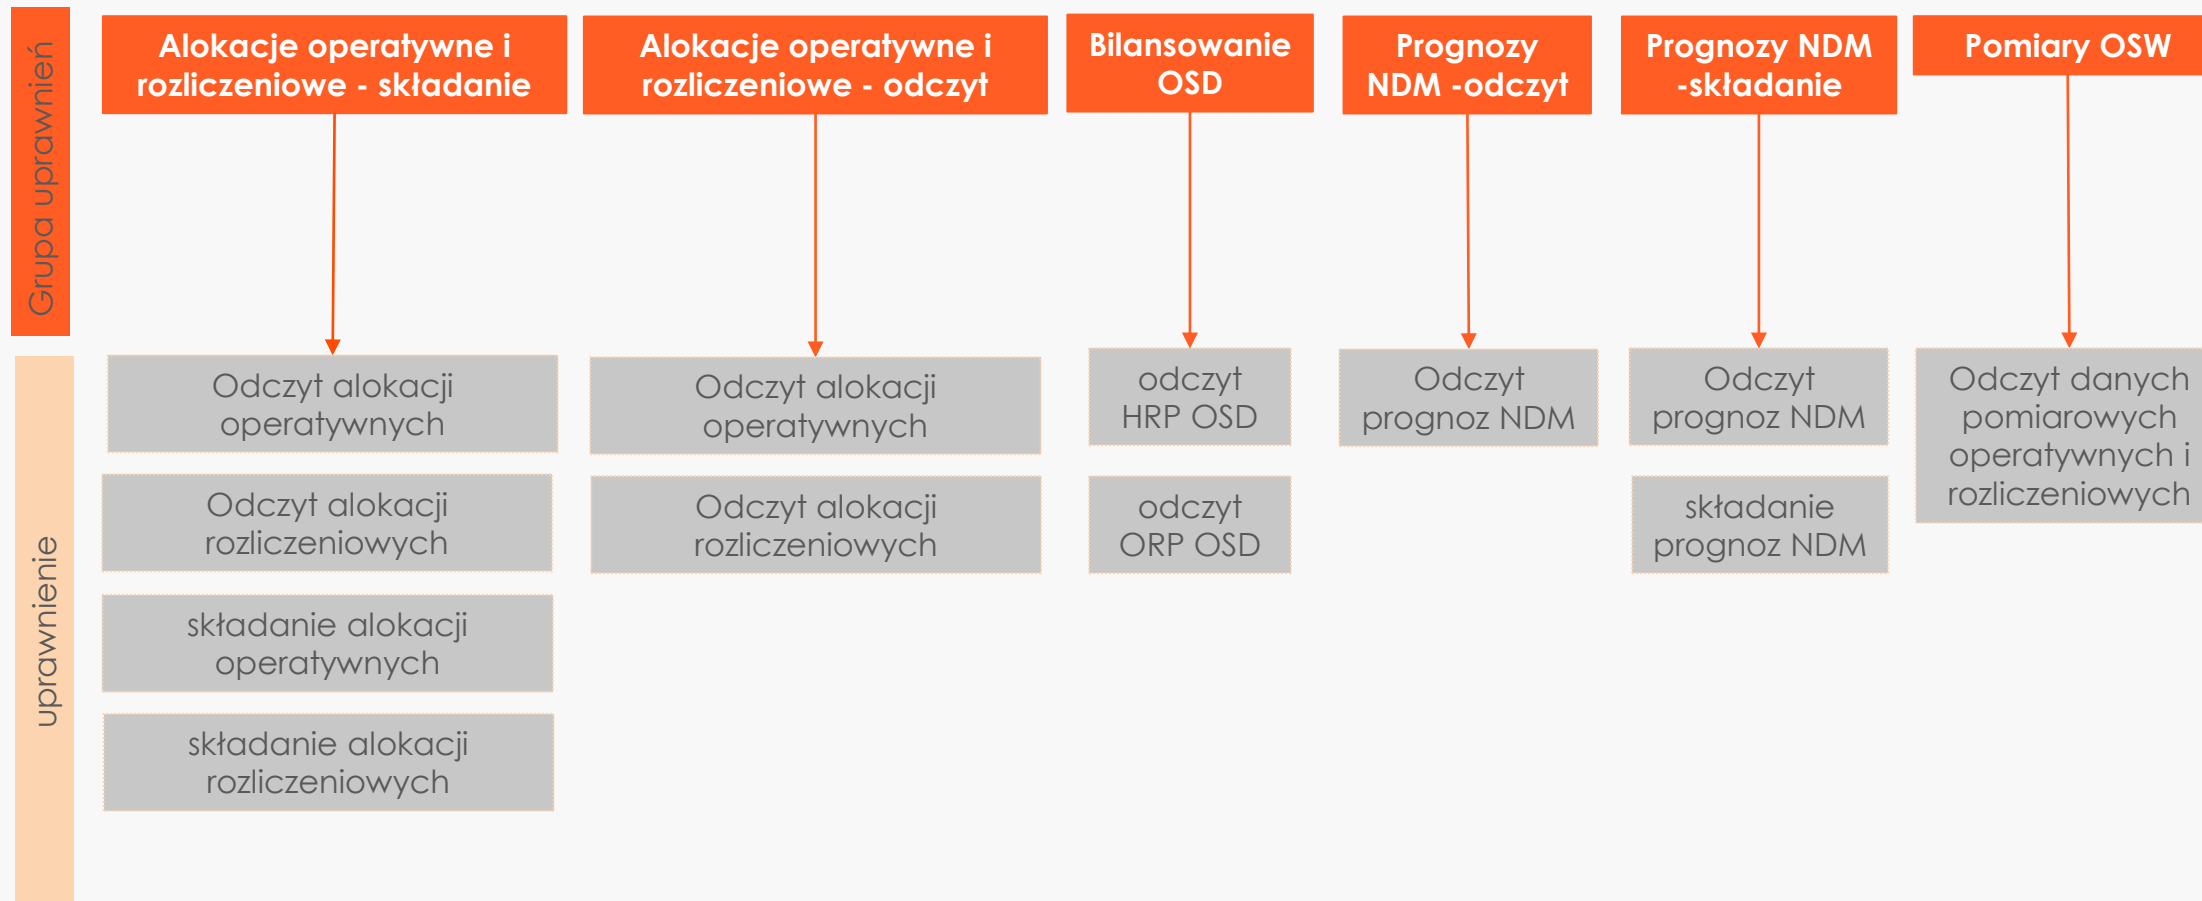 Grupa uprawnień
Alokacje operatywne i
rozliczeniowe - składanie
Alokacje operatywne i
rozliczeniowe - odczyt
Bilansowanie
OSD
Prognozy
NDM -odczyt
Prognozy NDM
-składanie
Pomiary OSW
uprawnienie
Odczyt alokacji
operatywnych
Odczyt alokacji
rozliczeniowych
składanie alokacji
operatywnych
składanie alokacji
rozliczeniowych
Odczyt alokacji
operatywnych
Odczyt alokacji
rozliczeniowych
odczyt
HRP OSD
odczyt
ORP OSD
Odczyt
prognoz NDM
Odczyt
prognoz NDM
składanie
prognoz NDM
Odczyt danych
pomiarowych
operatywnych i
rozliczeniowych